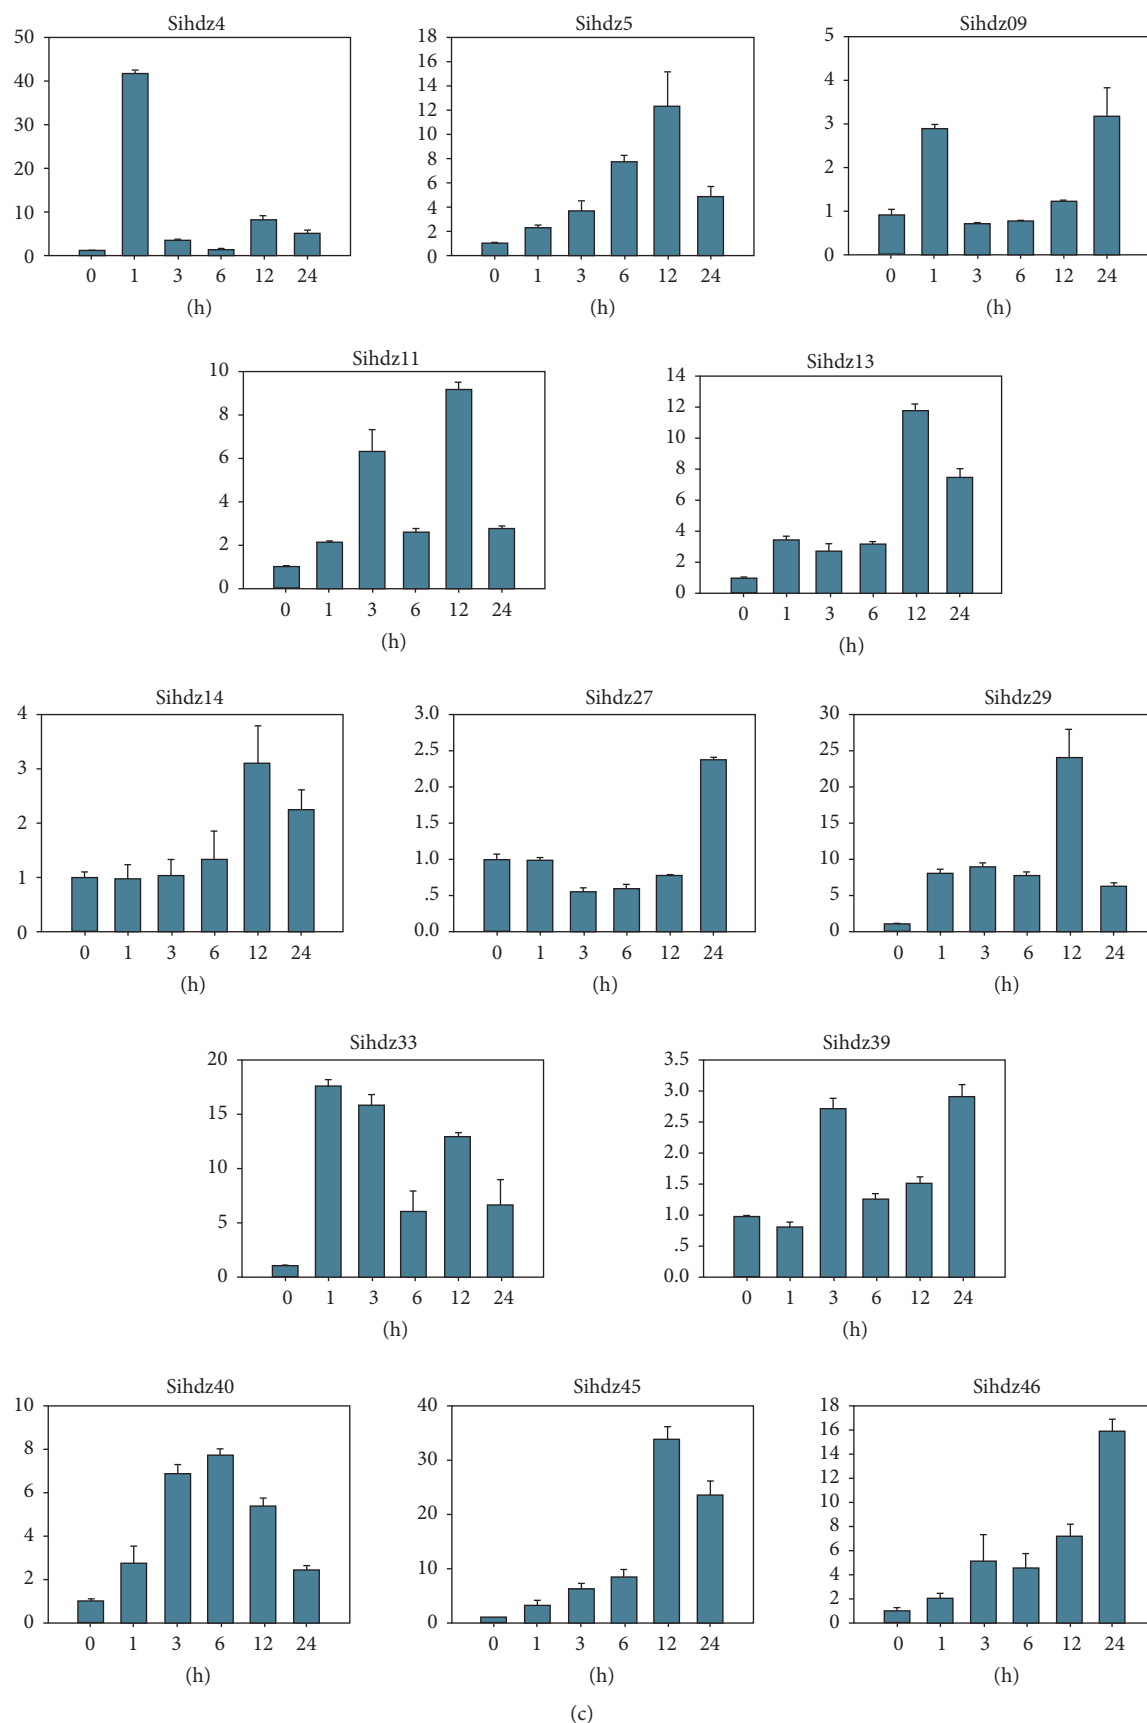 Sihdz4 Sihdz5 Sihdz09
50 40 30 20 10 0
0 1 3 6 12 24
(h)
18 16 14 12 10 8 6 4 2 0
0 1 3 6 12 24
(h)
5 4 3 2 1 0
0 1 3 6 12 24
(h)
Sihdz11 Sihdz13
10 8 6 4 2 0
0 1 3 6 12 24
(h)
14 12 10 8 6 4 2 0
0 1 3 6 12 24
(h)
Sihdz14 Sihdz27 Sihdz29
4 3 2 1 0
0 1 3 6 12 24
(h)
3.0 2.5 2.0 1.5 1.0 .5 0.0
0 1 3 6 12 24
(h)
30 25 20 15 10 5 0
0 1 3 6 12 24
(h)
Sihdz33 Sihdz39
20 15 10 5 0
0 1 3 6 12 24
(h)
3.5 3.0 2.5 2.0 1.5 1.0 .5 0.0
0 1 3 6 12 24
(h)
Sihdz40 Sihdz45 Sihdz46
10 8 6 4 2 0
0 1 3 6 12 24
(h)
40 30 20 10 0
0 1 3 6 12 24
(h)
18 16 14 12 10 8 6 4 2 0
0 1 3 6 12 24
(h)
(c)